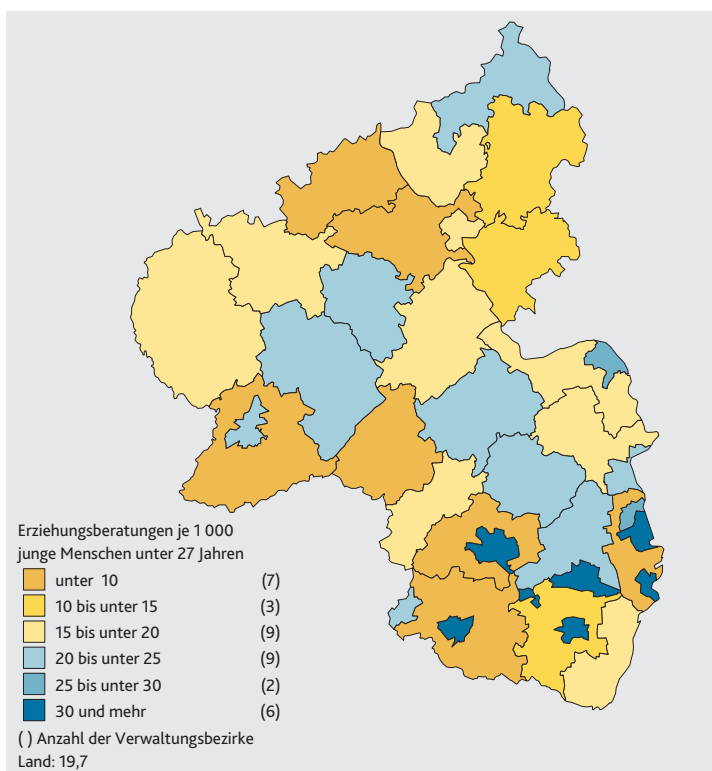 Erziehungsberatungen je 1 000
junge Menschen unter 27 Jahren
unter 10 (7)
10 bis unter 15 (3)
15 bis unter 20 (9)
20 bis unter 25 (9)
25 bis unter 30 (2)
30 und mehr (6)
( ) Anzahl der Verwaltungsbezirke
Land: 19,7